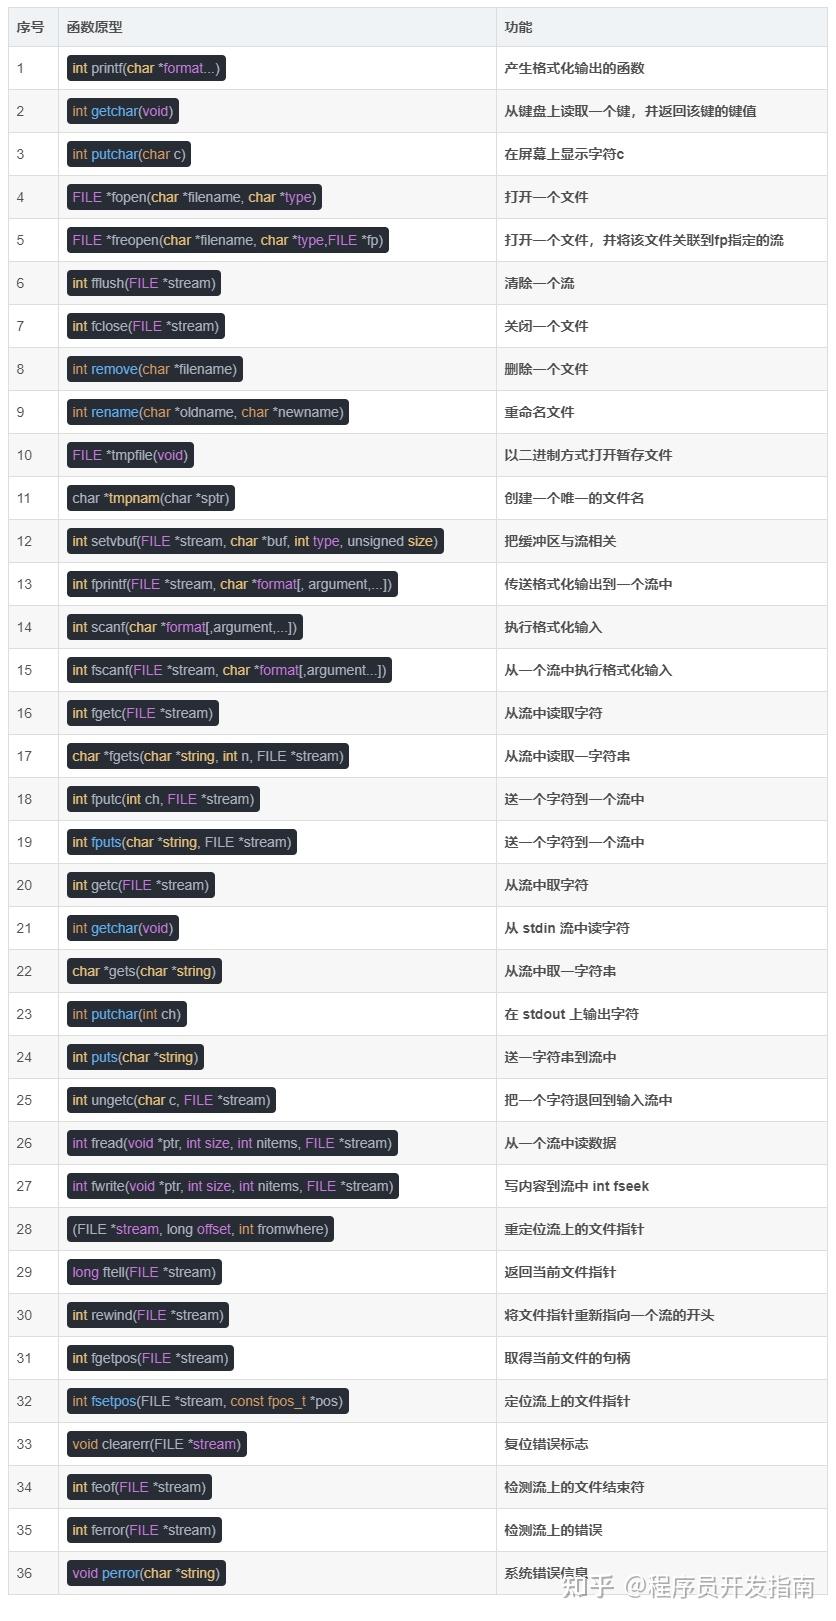 序号 函数原型 功能
1 int printf(char *format...) 产生格式化输出的函数
2 int getchar(void) 从键盘上读取一个键，并返回该键的键值
3 int putchar(char c) 在屏幕上显示字符c
4 FILE *fopen(char *filename, char *type) 打开一个文件
5 FILE *freopen(char *filename, char *type,FILE *fp) 打开一个文件，并将该文件关联到fp指定的流
6 int fflush(FILE *stream) 清除一个流
7 int fclose(FILE *stream) 关闭一个文件
8 int remove(char *filename) 删除一个文件
9 int rename(char *oldname, char *newname) 重命名文件
10 FILE *tmpfile(void) 以二进制方式打开暂存文件
11 char *tmpnam(char *sptr) 创建一个唯一的文件名
12 int setvbuf(FILE *stream, char *buf, int type, unsigned size) 把缓冲区与流相关
13 int fprintf(FILE *stream, char *format[, argument,...]) 传送格式化输出到一个流中
14 int scanf(char *format[,argument,...]) 执行格式化输入
15 int fscanf(FILE *stream, char *format[,argument...]) 从一个流中执行格式化输入
16 int fgetc(FILE *stream) 从流中读取字符
17 char *fgets(char *string, int n, FILE *stream) 从流中读取一字符串
18 int fputc(int ch, FILE *stream) 送一个字符到一个流中
19 int fputs(char *string, FILE *stream) 送一个字符到一个流中
20 int getc(FILE *stream) 从流中取字符
21 int getchar(void) 从 stdin 流中读字符
22 char *gets(char *string) 从流中取一字符串
23 int putchar(int ch) 在 stdout 上输出字符
24 int puts(char *string) 送一字符串到流中
25 int ungetc(char c, FILE *stream) 把一个字符退回到输入流中
26 int fread(void *ptr, int size, int nitems, FILE *stream) 从一个流中读数据
27 int fwrite(void *ptr, int size, int nitems, FILE *stream) 写内容到流中 int fseek
28 (FILE *stream, long offset, int fromwhere) 重定位流上的文件指针
29 long ftell(FILE *stream) 返回当前文件指针
30 int rewind(FILE *stream) 将文件指针重新指向一个流的开头
31 int fgetpos(FILE *stream) 取得当前文件的句柄
32 int fsetpos(FILE *stream, const fpos_t *pos) 定位流上的文件指针
33 void clearerr(FILE *stream) 复位错误标志
34 int feof(FILE *stream) 检测流上的文件结束符
35 int ferror(FILE *stream) 检测流上的错误
36 void perror(char *string) 系统错误信息
知乎 @程序员开发指南